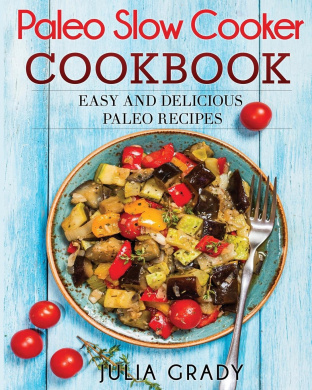 Paleo Slow Cooker
COOKBOOK
EASY AND DELICIOUS
PALEO RECIPES
JULIA GRADY